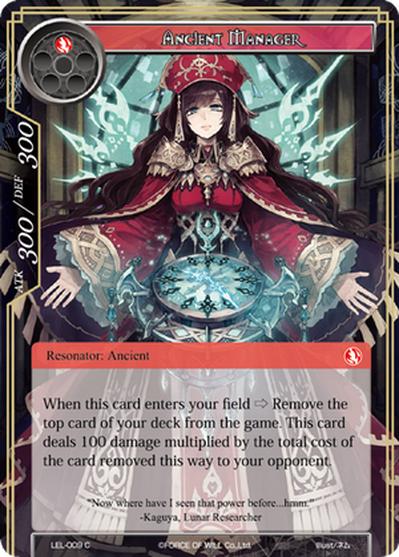 Ancient Manager
ATK 300 / DEF 300
Resonator: Ancient
When this card enters your field ⇨ Remove the
top card of your deck from the game. This card
deals 100 damage multiplied by the total cost of
the card removed this way to your opponent.
"Now where have I seen that power before...hmm."
-Kaguya, Lunar Researcher
LEL-009 C
©FORCE OF WILL Co.,Ltd.
Illust/